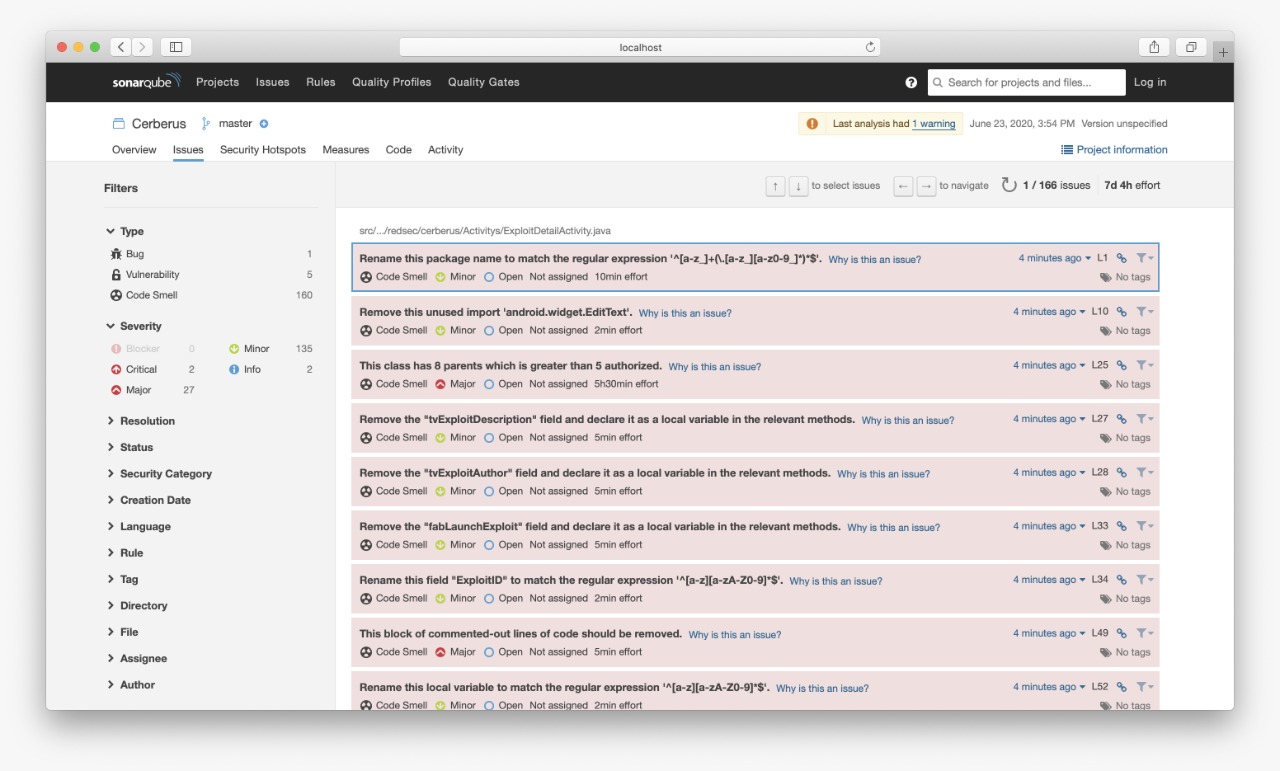 localhost
sonarqube Projects Issues Rules Quality Profiles Quality Gates ? Search for projects and files... Log in
Cerberus master Last analysis had 1 warning June 23, 2020, 3:54 PM Version unspecified
Overview Issues Security Hotspots Measures Code Activity Project information
Filters
Type
Bug 1
Vulnerability 5
Code Smell 160
Severity
Blocker 0 Minor 135
Critical 2 Info 2
Major 27
Resolution
Status
Security Category
Creation Date
Language
Rule
Tag
Directory
File
Assignee
Author
↑ ↓ to select issues ← → to navigate 1 / 166 issues 7d 4h effort
src/.../redsec/cerberus/Activitys/ExploitDetailActivity.java
Rename this package name to match the regular expression '^[a-z_]+(\.[a-z_][a-z0-9_]*)*$'. Why is this an issue? 4 minutes ago L1
Code Smell Minor Open Not assigned 10min effort No tags
Remove this unused import 'android.widget.EditText'. Why is this an issue? 4 minutes ago L10
Code Smell Minor Open Not assigned 2min effort No tags
This class has 8 parents which is greater than 5 authorized. Why is this an issue? 4 minutes ago L25
Code Smell Major Open Not assigned 5h30min effort No tags
Remove the "tvExploitDescription" field and declare it as a local variable in the relevant methods. Why is this an issue? 4 minutes ago L27
Code Smell Minor Open Not assigned 5min effort No tags
Remove the "tvExploitAuthor" field and declare it as a local variable in the relevant methods. Why is this an issue? 4 minutes ago L28
Code Smell Minor Open Not assigned 5min effort No tags
Remove the "fabLaunchExploit" field and declare it as a local variable in the relevant methods. Why is this an issue? 4 minutes ago L33
Code Smell Minor Open Not assigned 5min effort No tags
Rename this field "ExploitID" to match the regular expression '^[a-z][a-zA-Z0-9]*$'. Why is this an issue? 4 minutes ago L34
Code Smell Minor Open Not assigned 2min effort No tags
This block of commented-out lines of code should be removed. Why is this an issue? 4 minutes ago L49
Code Smell Major Open Not assigned 5min effort No tags
Rename this local variable to match the regular expression '^[a-z][a-zA-Z0-9]*$'. Why is this an issue? 4 minutes ago L52
Code Smell Minor Open Not assigned 2min effort No tags